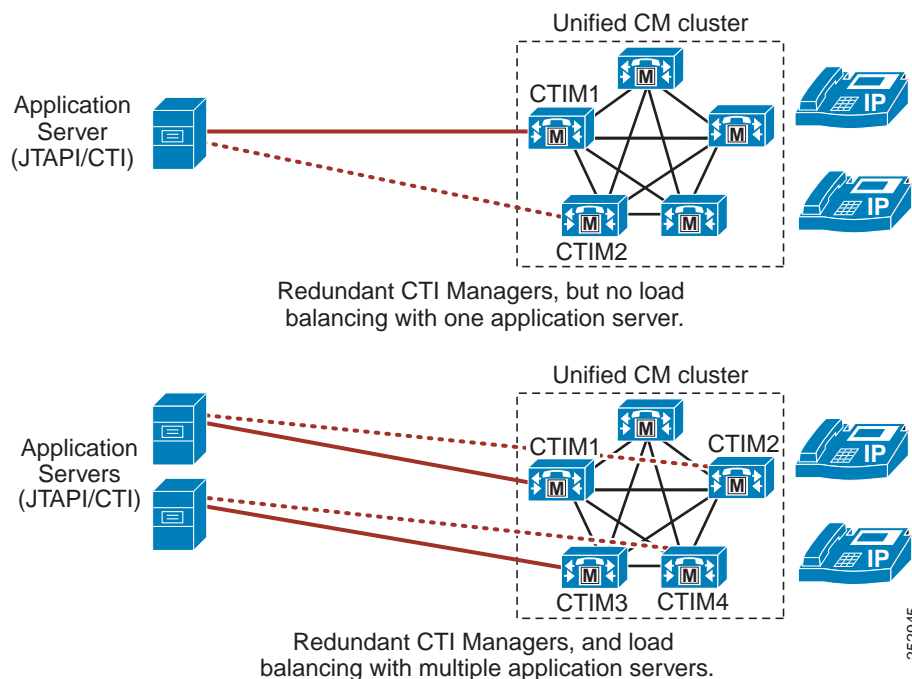 Unified CM cluster
Application
Server
(JTAPI/CTI)
CTIM1
M
M
M
M
M
CTIM2
IP
IP
Redundant CTI Managers, but no load
balancing with one application server.
Unified CM cluster
Application
Servers
(JTAPI/CTI)
CTIM1
CTIM2
M
M
M
M
M
CTIM3
CTIM4
IP
IP
Redundant CTI Managers, and load
balancing with multiple application servers.